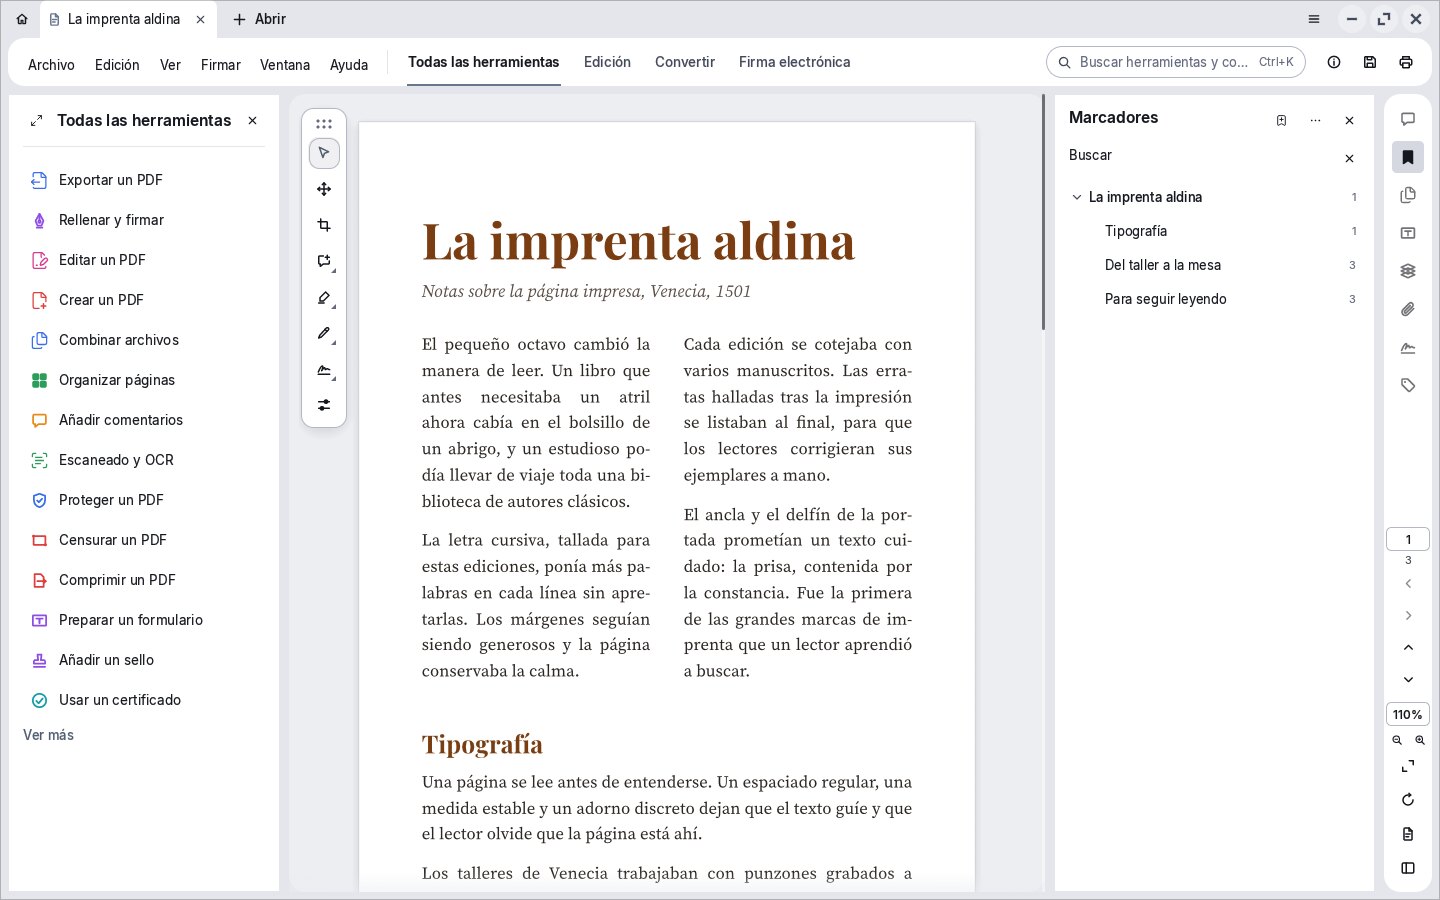 La imprenta aldina
Abrir
Archivo Edición Ver Firmar Ventana Ayuda
Todas las herramientas Edición Convertir Firma electrónica
Buscar herramientas y co... Ctrl+K
Todas las herramientas
Exportar un PDF
Rellenar y firmar
Editar un PDF
Crear un PDF
Combinar archivos
Organizar páginas
Añadir comentarios
Escaneado y OCR
Proteger un PDF
Censurar un PDF
Comprimir un PDF
Preparar un formulario
Añadir un sello
Usar un certificado
Ver más
La imprenta aldina
Notas sobre la página impresa, Venecia, 1501
El pequeño octavo cambió la
manera de leer. Un libro que
antes necesitaba un atril
ahora cabía en el bolsillo de
un abrigo, y un estudioso po-
día llevar de viaje toda una bi-
blioteca de autores clásicos.
La letra cursiva, tallada para
estas ediciones, ponía más pa-
labras en cada línea sin apre-
tarlas. Los márgenes seguían
siendo generosos y la página
conservaba la calma.
Cada edición se cotejaba con
varios manuscritos. Las erra-
tas halladas tras la impresión
se listaban al final, para que
los lectores corrigieran sus
ejemplares a mano.
El ancla y el delfín de la por-
tada prometían un texto cui-
dado: la prisa, contenida por
la constancia. Fue la primera
de las grandes marcas de im-
prenta que un lector aprendió
a buscar.
Tipografía
Una página se lee antes de entenderse. Un espaciado regular, una
medida estable y un adorno discreto dejan que el texto guíe y que
el lector olvide que la página está ahí.
Los talleres de Venecia trabajaban con punzones grabados a
Marcadores
Buscar
La imprenta aldina 1
Tipografía 1
Del taller a la mesa 3
Para seguir leyendo 3
1
3
110%